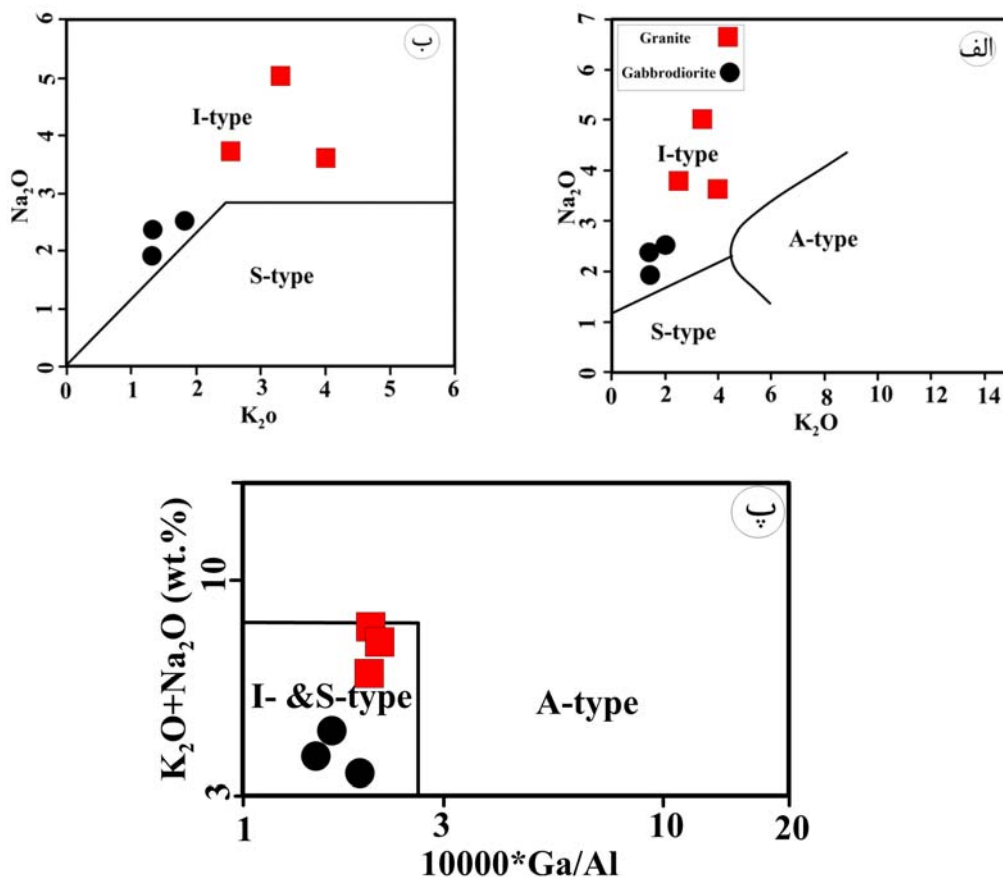 ب
6
5
4
3
2
1
0
Na₂O
I-type
S-type
0 1 2 3 4 5 6
K₂o
الف
Granite
Gabbrodiorite
7
6
5
4
3
2
1
0
Na₂O
I-type
A-type
S-type
0 2 4 6 8 10 12 14
K₂O
پ
10
3
K₂O+Na₂O (wt.%)
I- &S-type
A-type
1 3 10 20
10000*Ga/Al